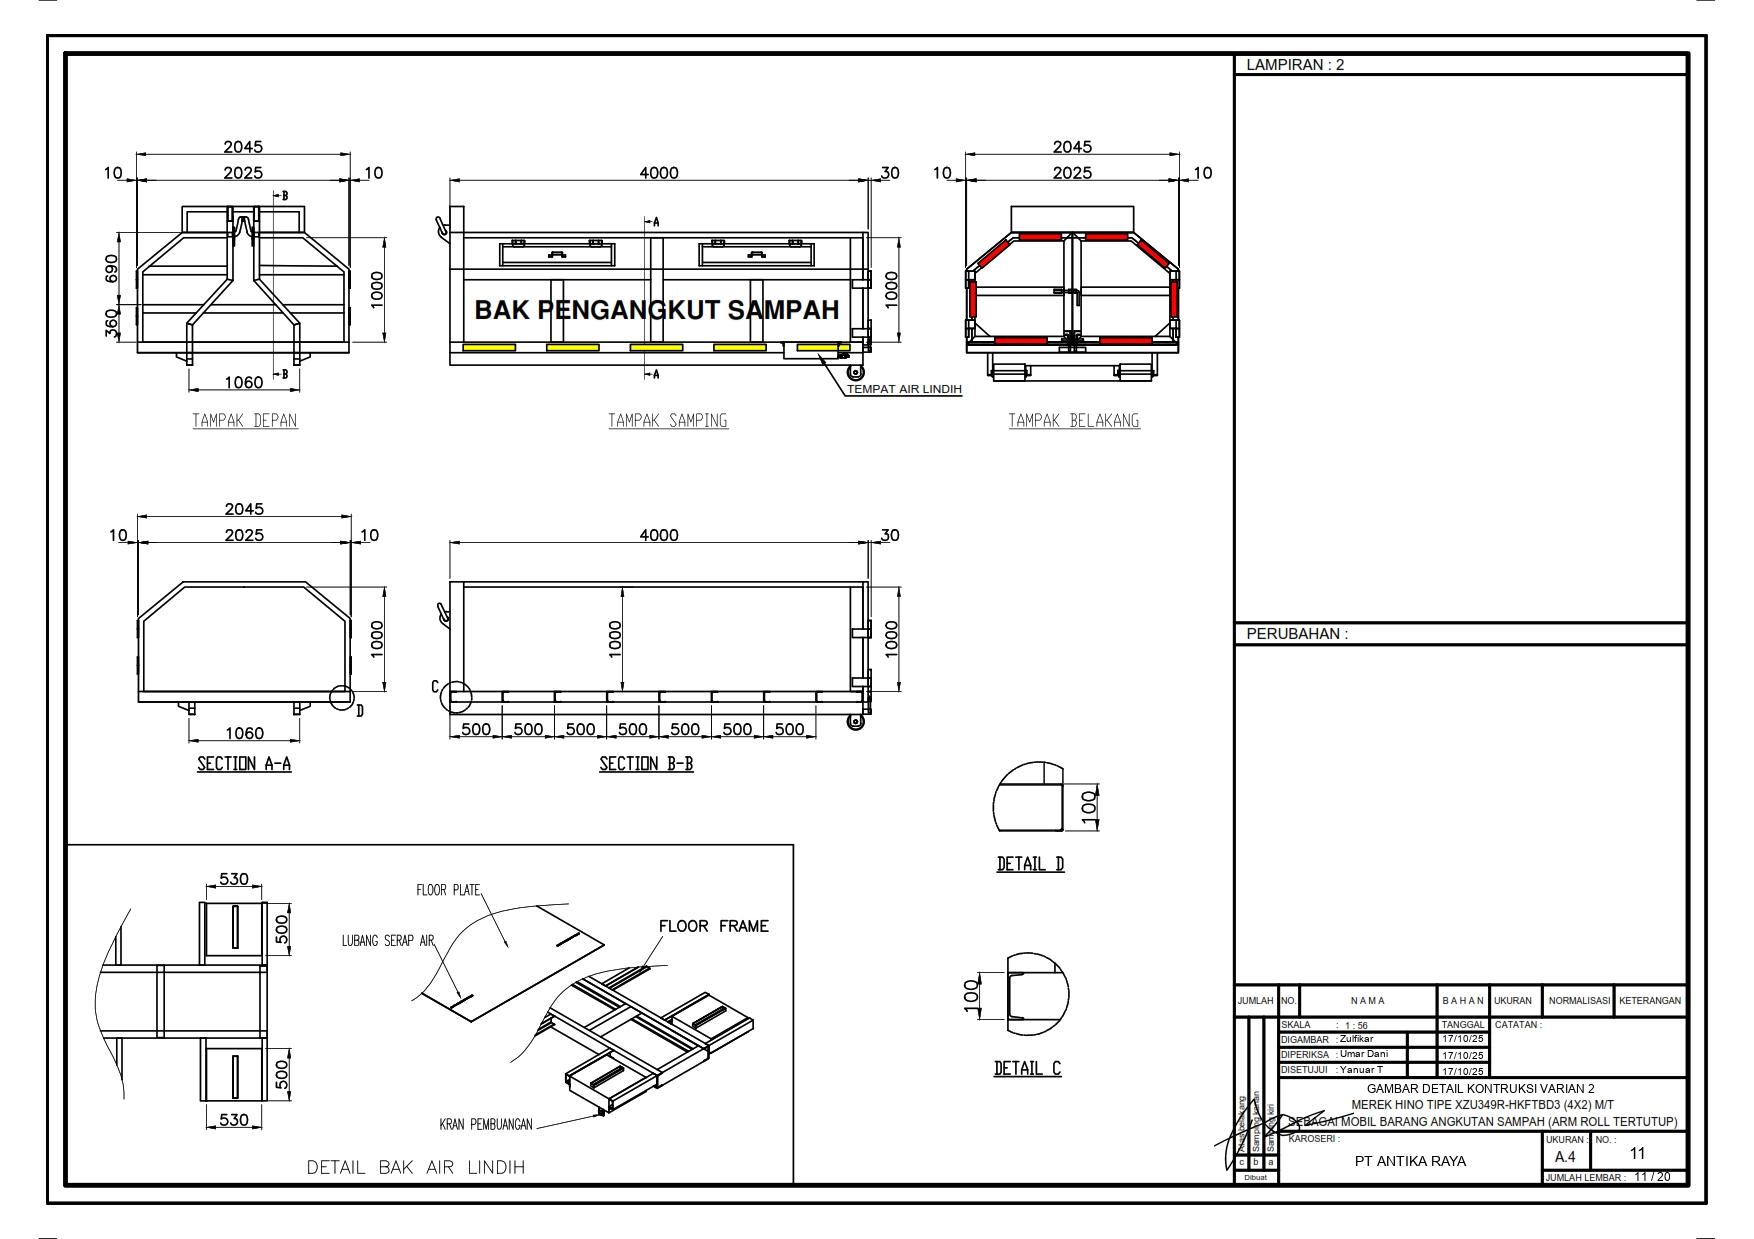 LAMPIRAN : 2
2045
10
2025
10
B
690
360
1000
B
1060
TAMPAK DEPAN
4000
30
A
1000
BAK PENGANGKUT SAMPAH
A
TEMPAT AIR LINDIH
TAMPAK SAMPING
2045
10
2025
10
TAMPAK BELAKANG
2045
10
2025
10
1000
D
1060
SECTION A-A
4000
30
1000
1000
C
500
500
500
500
500
500
500
SECTION B-B
100
DETAIL D
100
DETAIL C
530
500
500
530
FLOOR PLATE
LUBANG SERAP AIR
FLOOR FRAME
KRAN PEMBUANGAN
DETAIL BAK AIR LINDIH
PERUBAHAN :
JUMLAH NO. N A M A B A H A N UKURAN NORMALISASI KETERANGAN
SKALA : 1 : 56 TANGGAL CATATAN :
DIGAMBAR : Zulfikar 17/10/25
DIPERIKSA : Umar Dani 17/10/25
DISETUJUI : Yanuar T 17/10/25
GAMBAR DETAIL KONTRUKSI VARIAN 2
MEREK HINO TIPE XZU349R-HKFTBD3 (4X2) M/T
SEBAGAI MOBIL BARANG ANGKUTAN SAMPAH (ARM ROLL TERTUTUP)
KAROSERI :
PT ANTIKA RAYA
UKURAN : NO. :
A.4 11
JUMLAH LEMBAR : 11 / 20
Samping kanan
Samping kiri
c b a
Dibuat